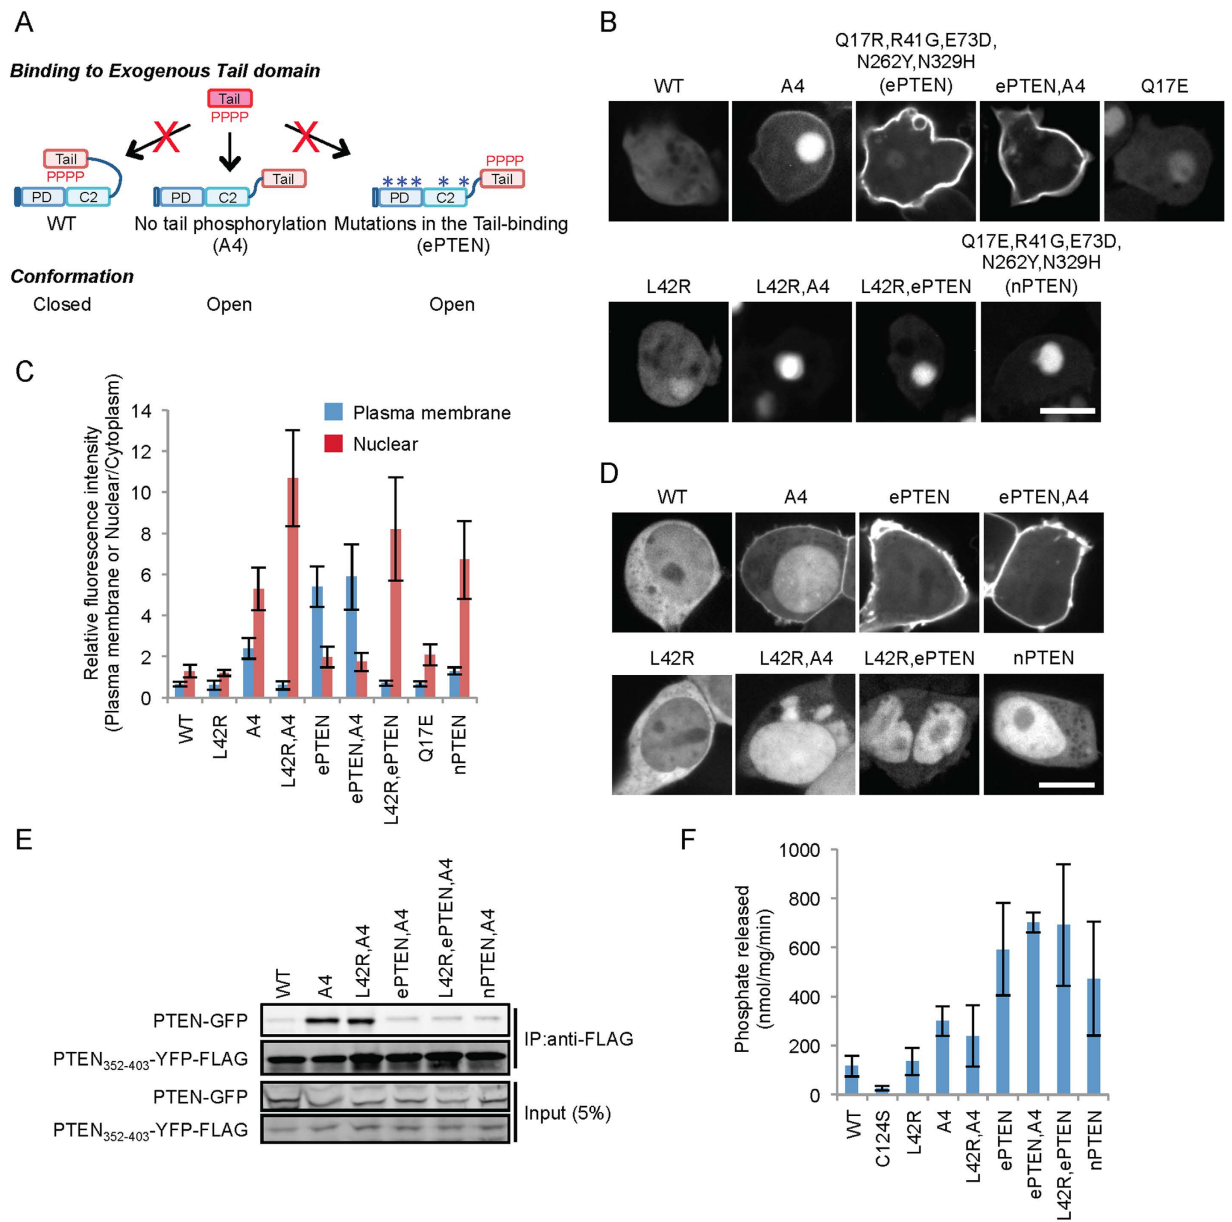 A
Binding to Exogenous Tail domain
Tail
PPPP
X
X
Tail
PPPP
PD
C2
PD
C2
Tail
PPPP
*** * *
PD
C2
Tail
WT
No tail phosphorylation
(A4)
Mutations in the Tail-binding
(ePTEN)
Conformation
Closed
Open
Open
B
WT
A4
Q17R,R41G,E73D,
N262Y,N329H
(ePTEN)
ePTEN,A4
Q17E
L42R
L42R,A4
L42R,ePTEN
Q17E,R41G,E73D,
N262Y,N329H
(nPTEN)
C
Relative fluorescence intensity
(Plasma membrane or Nuclear/Cytoplasm)
14
12
10
8
6
4
2
0
Plasma membrane
Nuclear
WT
L42R
A4
L42R,A4
ePTEN
ePTEN,A4
L42R,ePTEN
Q17E
nPTEN
D
WT
A4
ePTEN
ePTEN,A4
L42R
L42R,A4
L42R,ePTEN
nPTEN
E
WT
A4
L42R,A4
ePTEN,A4
L42R,ePTEN,A4
nPTEN,A4
PTEN-GFP
PTEN352-403-YFP-FLAG
IP:anti-FLAG
PTEN-GFP
PTEN352-403-YFP-FLAG
Input (5%)
F
Phosphate released
(nmol/mg/min)
1000
800
600
400
200
0
WT
C124S
L42R
A4
L42R,A4
ePTEN
ePTEN,A4
L42R,ePTEN
nPTEN